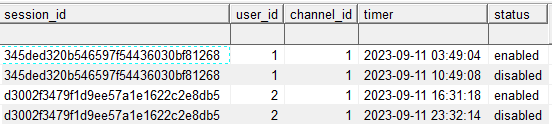 session_id user_id channel_id timer status
345ded320b546597f54436030bf81268 1 1 2023-09-11 03:49:04 enabled
345ded320b546597f54436030bf81268 1 1 2023-09-11 10:49:08 disabled
d3002f3479f1d9ee57a1e1622c2e8db5 2 1 2023-09-11 16:31:18 enabled
d3002f3479f1d9ee57a1e1622c2e8db5 2 1 2023-09-11 23:32:14 disabled